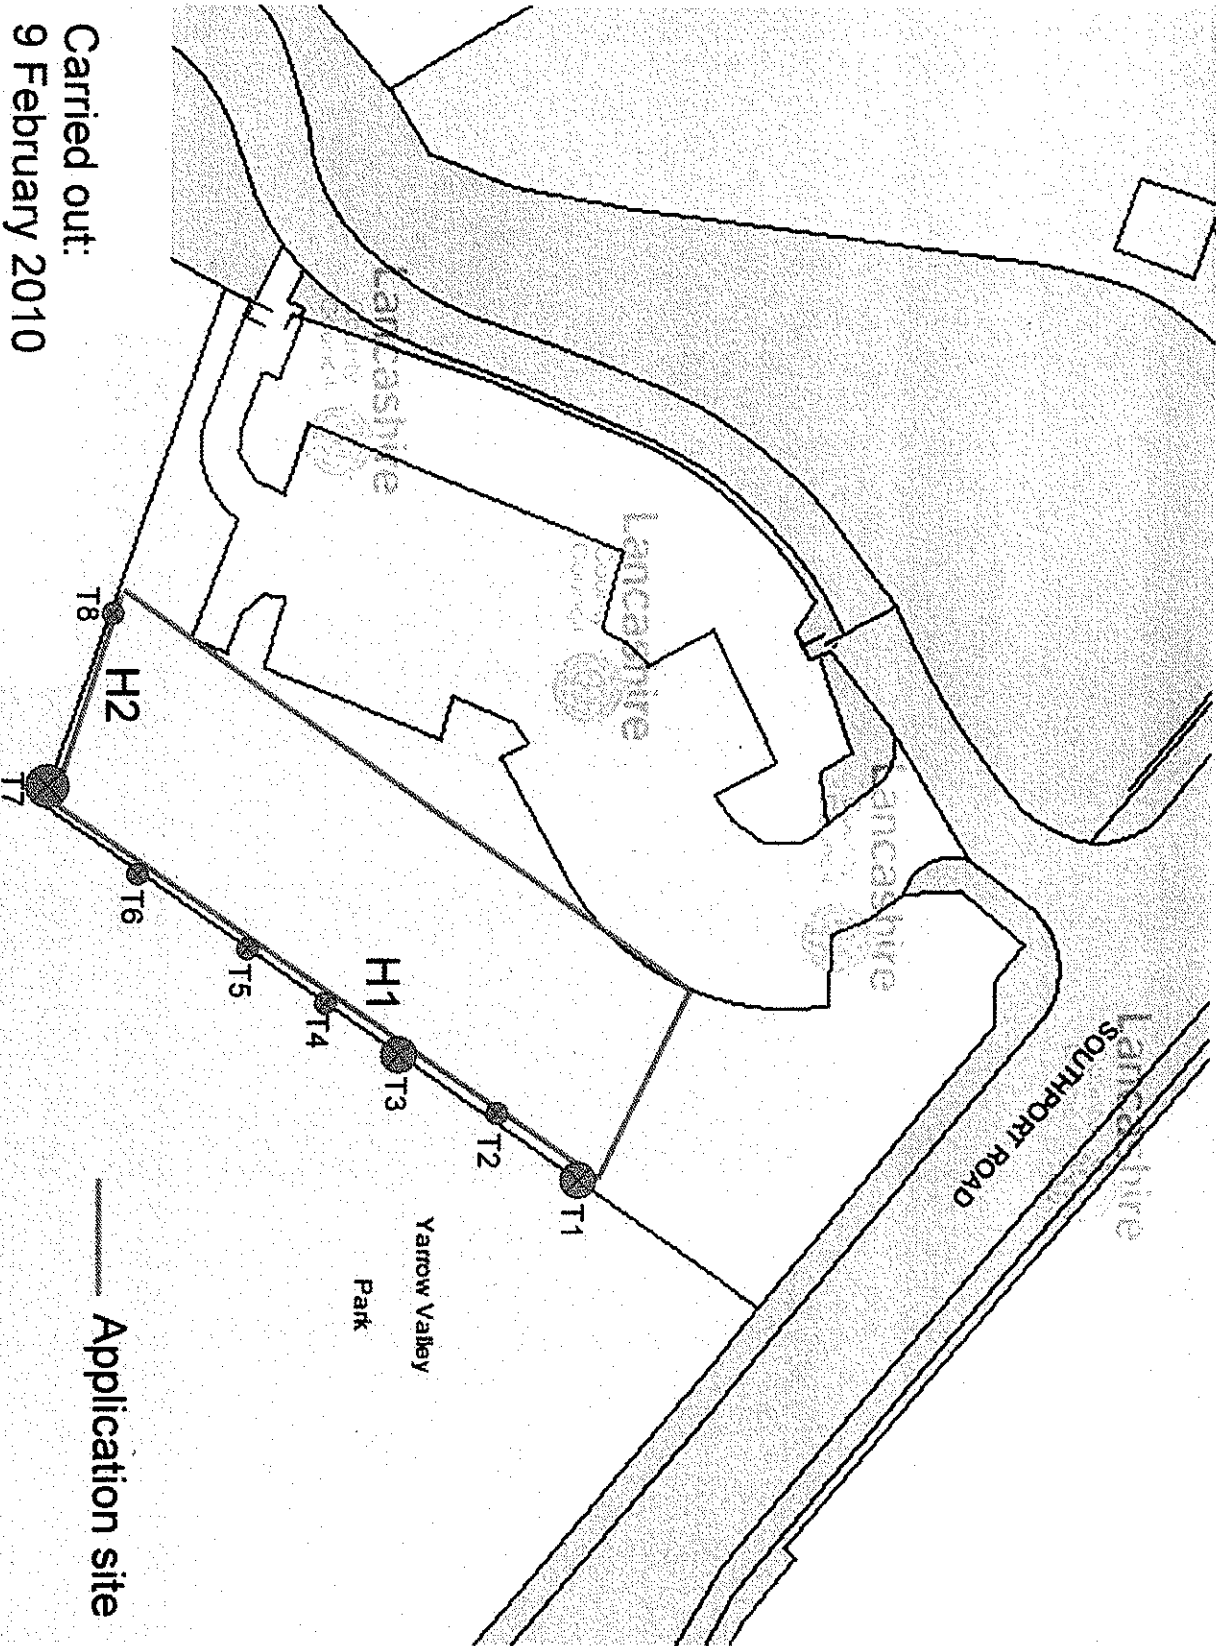 SOUTHPORT ROAD
Lancashire
Lancashire
Lancashire
Lancashire
T1
T2
T3
H1
T4
T5
T6
T7
H2
T8
Yarrow Valley
Park
Application site
Carried out:
9 February 2010